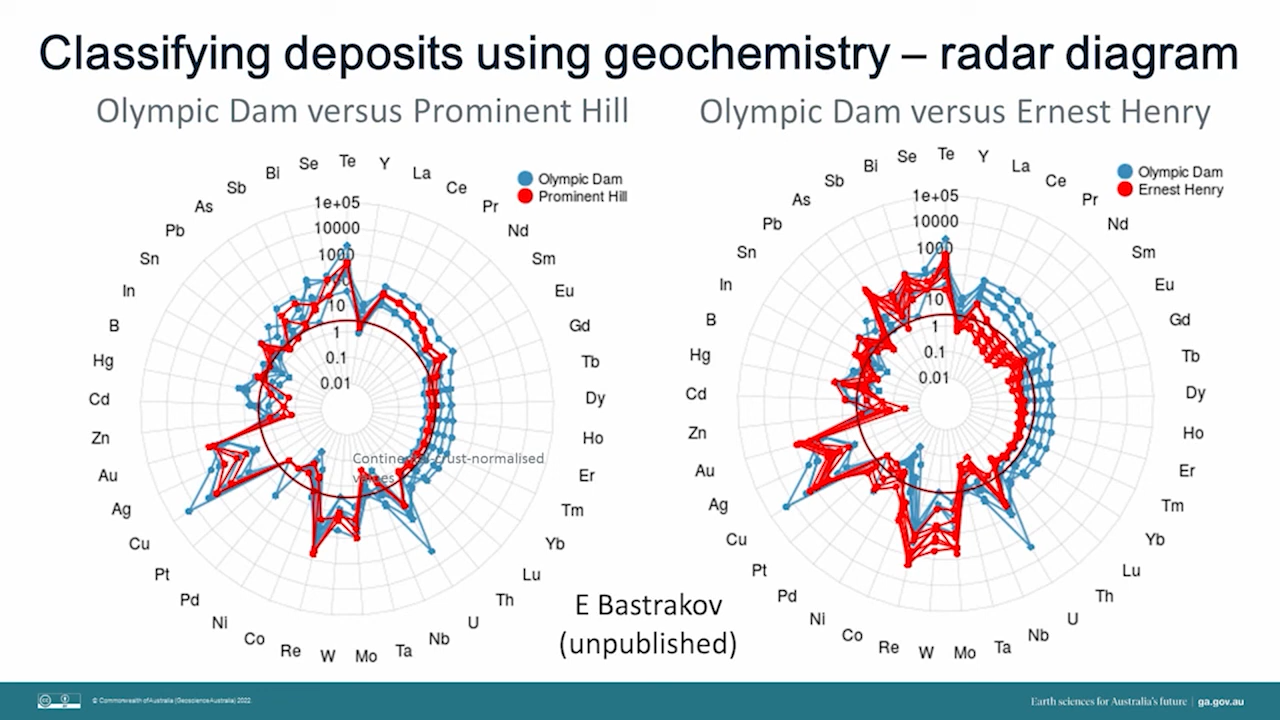 Classifying deposits using geochemistry – radar diagram
Olympic Dam versus Prominent Hill
Olympic Dam versus Ernest Henry
Te
Y
La
Ce
Pr
Nd
Sm
Eu
Gd
Tb
Dy
Ho
Er
Tm
Yb
Lu
Th
U
Nb
Ta
Mo
W
Re
Co
Ni
Pd
Pt
Cu
Ag
Au
Zn
Cd
Hg
B
In
Sn
Pb
As
Sb
Bi
Se
1e+05
10000
1000
10
1
0.1
0.01
Olympic Dam
Prominent Hill
Continental-crust-normalised
values
Te
Y
La
Ce
Pr
Nd
Sm
Eu
Gd
Tb
Dy
Ho
Er
Tm
Yb
Lu
Th
U
Nb
Ta
Mo
W
Re
Co
Ni
Pd
Pt
Cu
Ag
Au
Zn
Cd
Hg
B
In
Sn
Pb
As
Sb
Bi
Se
1e+05
10000
1000
10
1
0.1
0.01
Olympic Dam
Ernest Henry
E Bastrakov
(unpublished)
© Commonwealth of Australia (Geoscience Australia) 2022.
Earth sciences for Australia's future | ga.gov.au